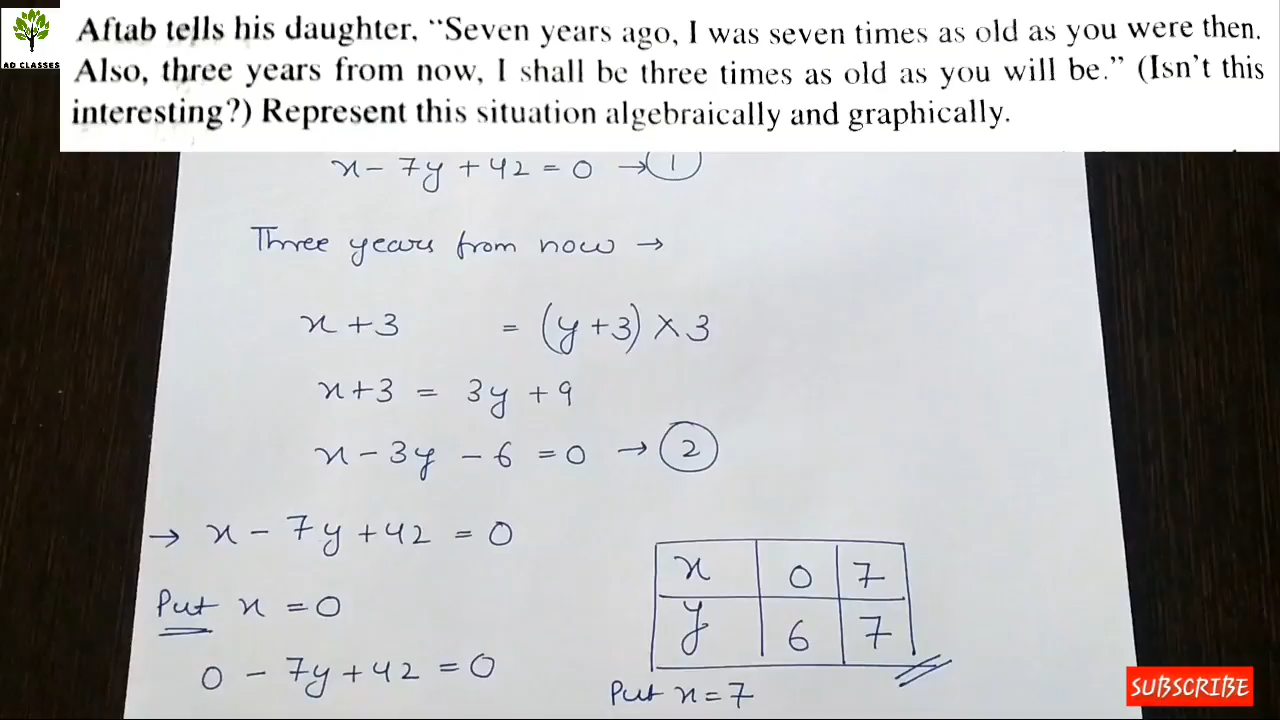 AD CLASSES
Aftab tells his daughter, “Seven years ago, I was seven times as old as you were then.
Also, three years from now, I shall be three times as old as you will be.” (Isn't this
interesting?) Represent this situation algebraically and graphically.
x - 7y + 42 = 0 → 1
Three years from now →
x + 3 = (y + 3) × 3
x + 3 = 3y + 9
x - 3y - 6 = 0 → 2
→ x - 7y + 42 = 0
Put x = 0
0 - 7y + 42 = 0
x 0 7
y 6 7
Put x = 7
SUBSCRIBE